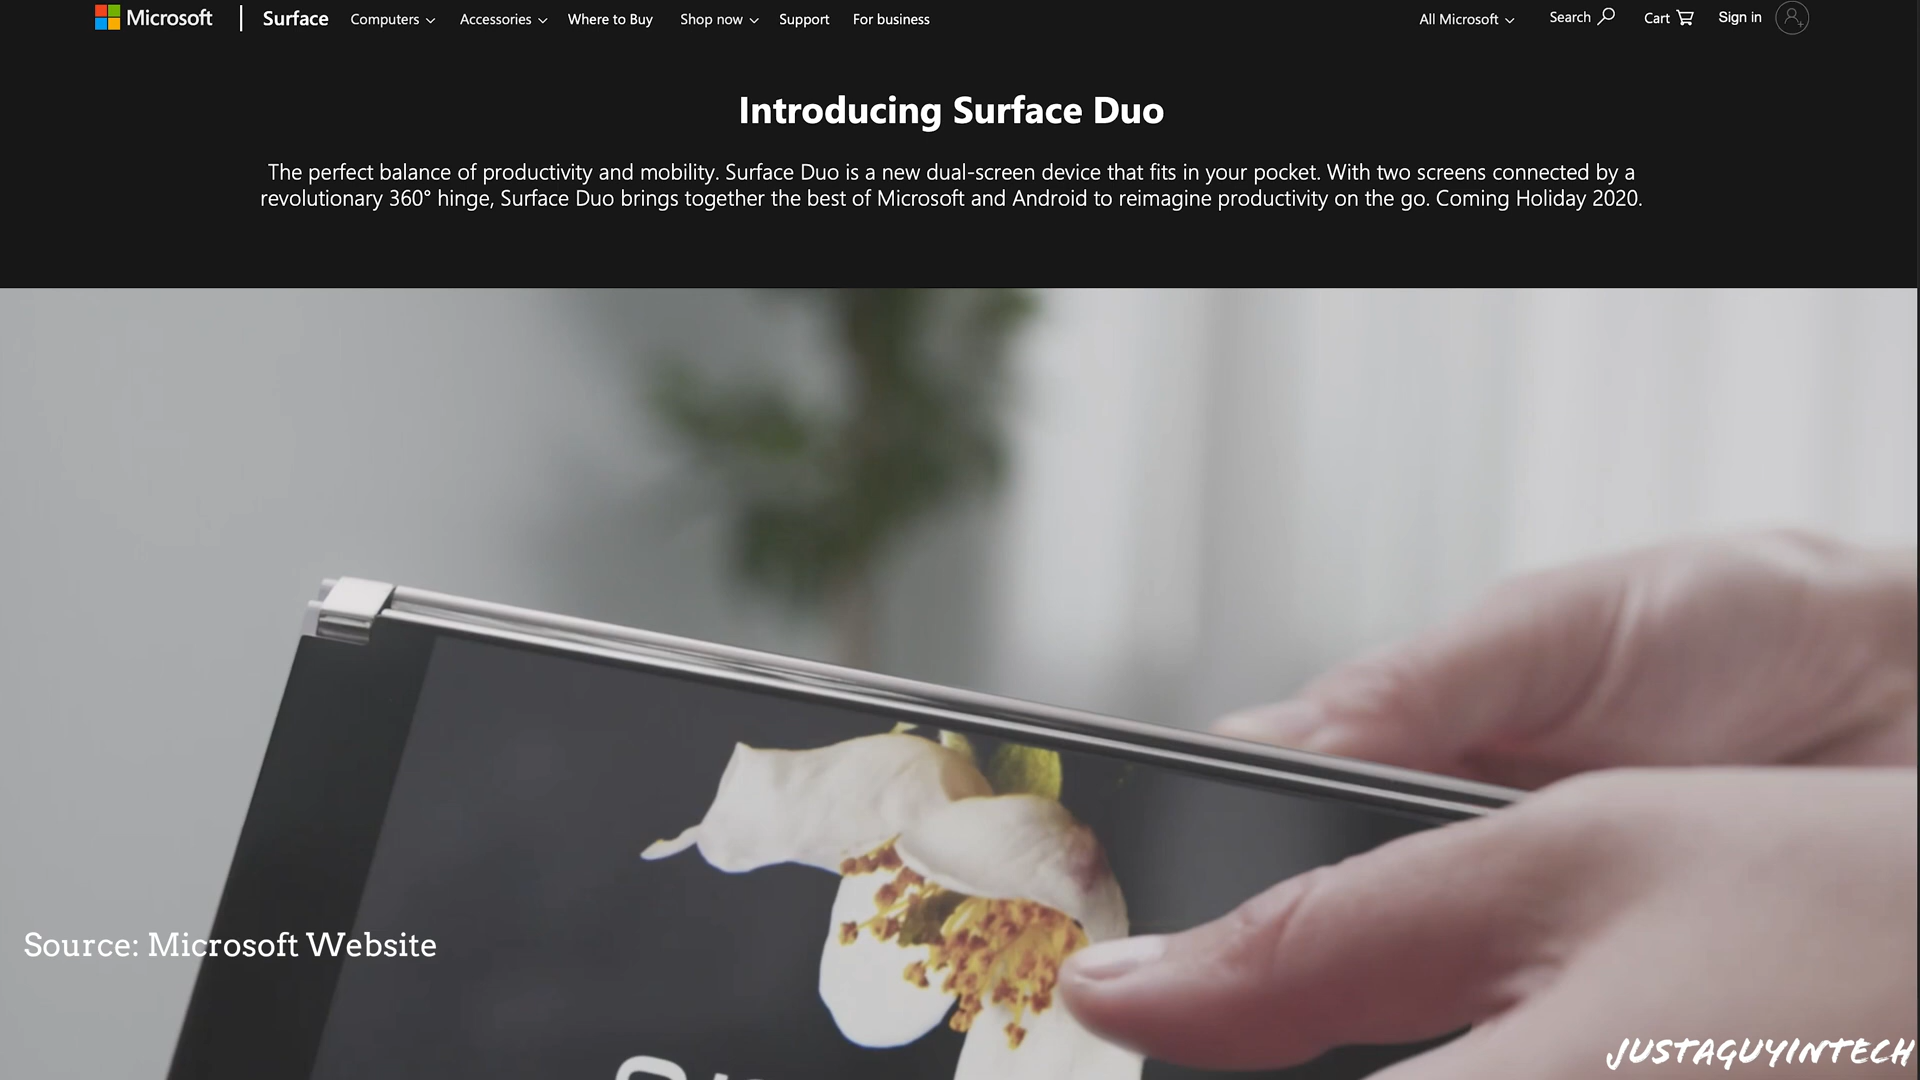 Microsoft
Surface
Computers
Accessories
Where to Buy
Shop now
Support
For business
All Microsoft
Search
Cart
Sign in
Introducing Surface Duo
The perfect balance of productivity and mobility. Surface Duo is a new dual-screen device that fits in your pocket. With two screens connected by a
revolutionary 360° hinge, Surface Duo brings together the best of Microsoft and Android to reimagine productivity on the go. Coming Holiday 2020.
Source: Microsoft Website
JUSTAGUYINTECH